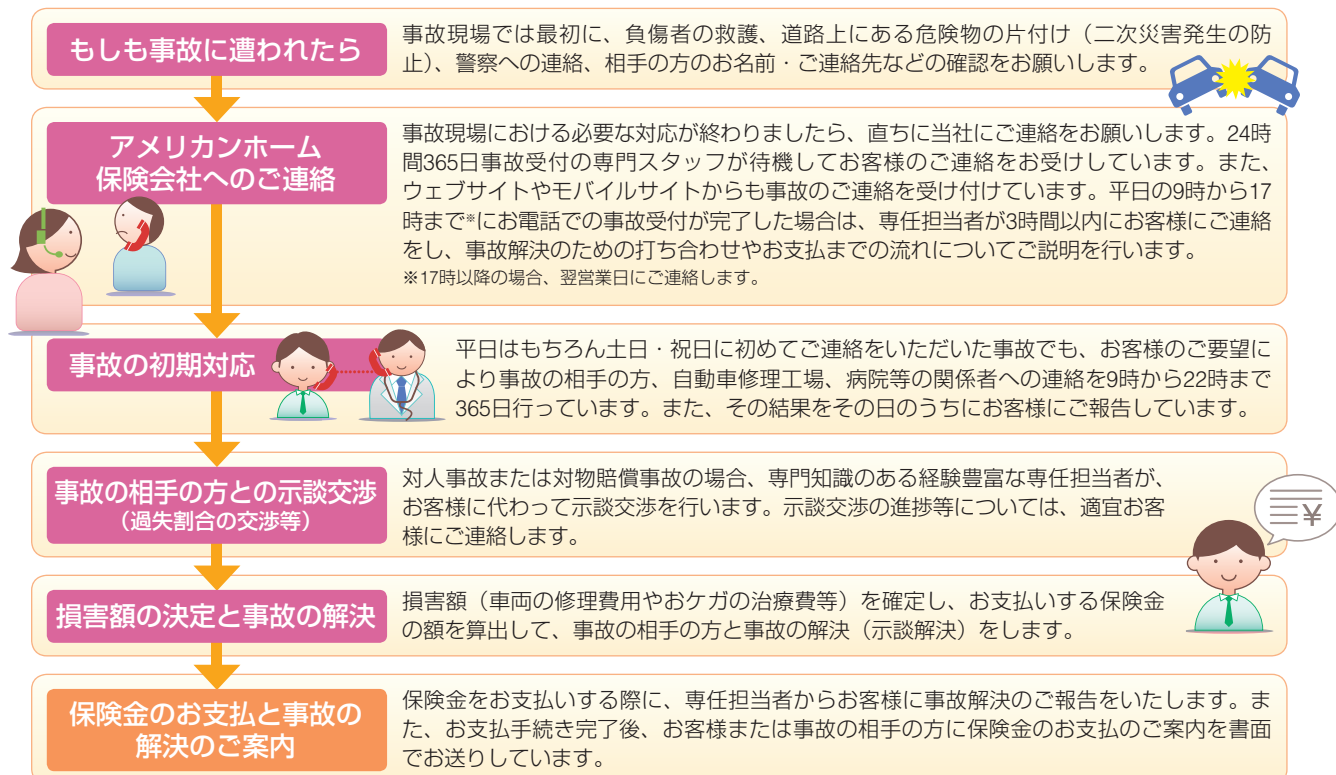 もしも事故に遭われたら
事故現場では最初に、負傷者の救護、道路上にある危険物の片付け（二次災害発生の防
止）、警察への連絡、相手の方のお名前・ご連絡先などの確認をお願いします。
アメリカンホーム
保険会社へのご連絡
事故現場における必要な対応が終わりましたら、直ちに当社にご連絡をお願いします。24時
間365日事故受付の専門スタッフが待機してお客様のご連絡をお受けしています。また、
ウェブサイトやモバイルサイトからも事故のご連絡を受け付けています。平日の9時から17
時まで※にお電話での事故受付が完了した場合は、専任担当者が3時間以内にお客様にご連絡
をし、事故解決のための打ち合わせやお支払までの流れについてご説明を行います。
※17時以降の場合、翌営業日にご連絡します。
事故の初期対応
平日はもちろん土日・祝日に初めてご連絡をいただいた事故でも、お客様のご要望に
より事故の相手の方、自動車修理工場、病院等の関係者への連絡を9時から22時まで
365日行っています。また、その結果をその日のうちにお客様にご報告しています。
事故の相手の方との示談交渉
（過失割合の交渉等）
対人事故または対物賠償事故の場合、専門知識のある経験豊富な専任担当者が、
お客様に代わって示談交渉を行います。示談交渉の進捗等については、適宜お客
様にご連絡します。
¥
損害額の決定と事故の解決
損害額（車両の修理費用やおケガの治療費等）を確定し、お支払いする保険金
の額を算出して、事故の相手の方と事故の解決（示談解決）をします。
保険金のお支払と事故の
解決のご案内
保険金をお支払いする際に、専任担当者からお客様に事故解決のご報告をいたします。ま
た、お支払手続き完了後、お客様または事故の相手の方に保険金のお支払のご案内を書面
でお送りしています。